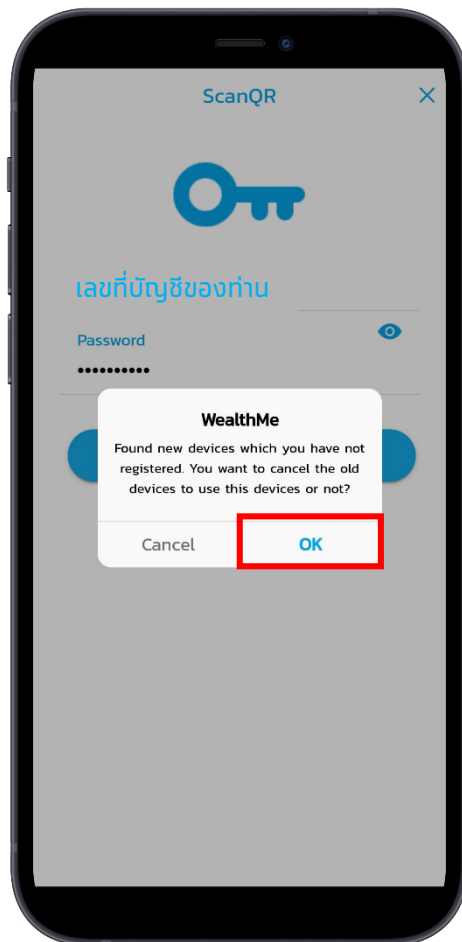 ScanQR
เลขที่บัญชีของท่าน
Password
WealthMe
Found new devices which you have not
registered. You want to cancel the old
devices to use this devices or not?
Cancel
OK